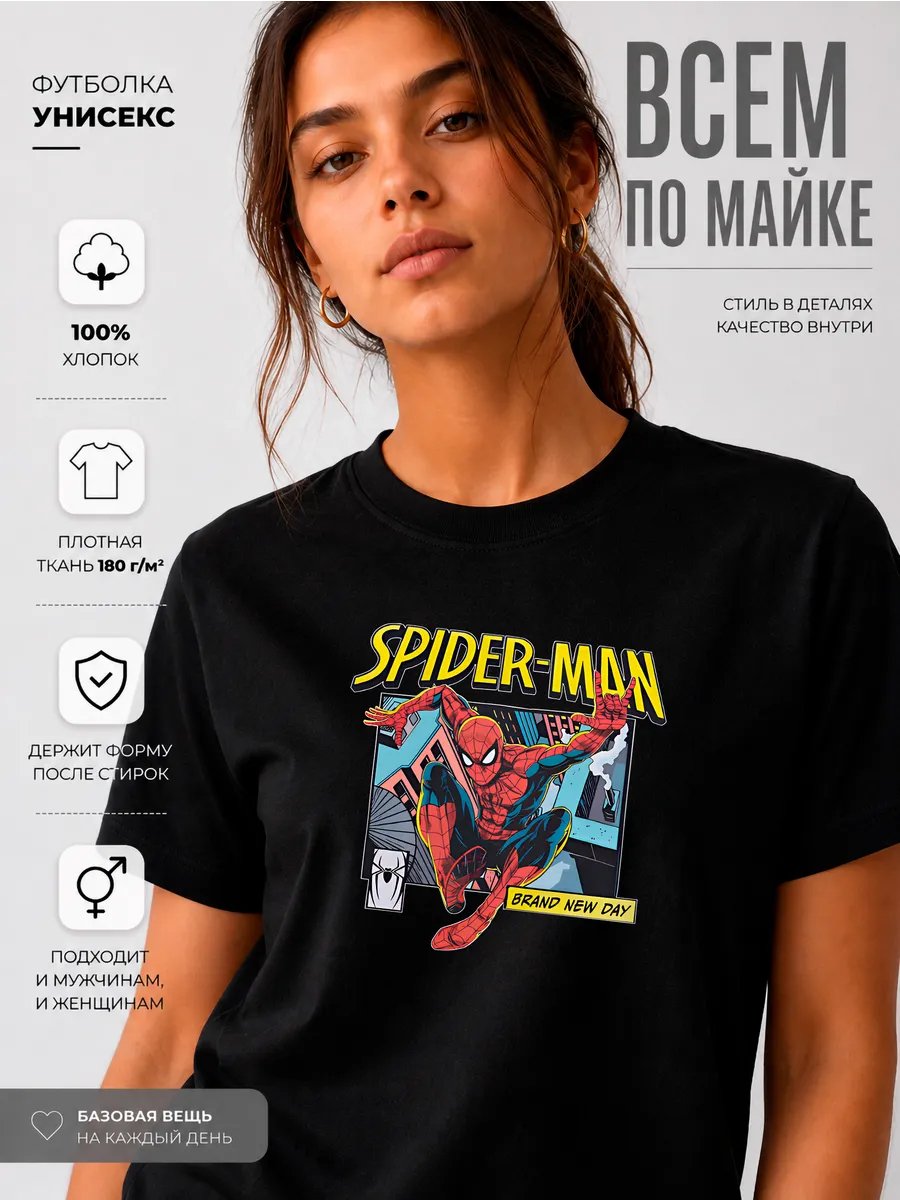 ФУТБОЛКА
УНИСЕКС
ВСЕМ
ПО МАЙКЕ
СТИЛЬ В ДЕТАЛЯХ
КАЧЕСТВО ВНУТРИ
100%
ХЛОПОК
ПЛОТНАЯ
ТКАНЬ 180 г/м²
ДЕРЖИТ ФОРМУ
ПОСЛЕ СТИРОК
ПОДХОДИТ
И МУЖЧИНАМ,
И ЖЕНЩИНАМ
SPIDER-MAN
BRAND NEW DAY
БАЗОВАЯ ВЕЩЬ
НА КАЖДЫЙ ДЕНЬ